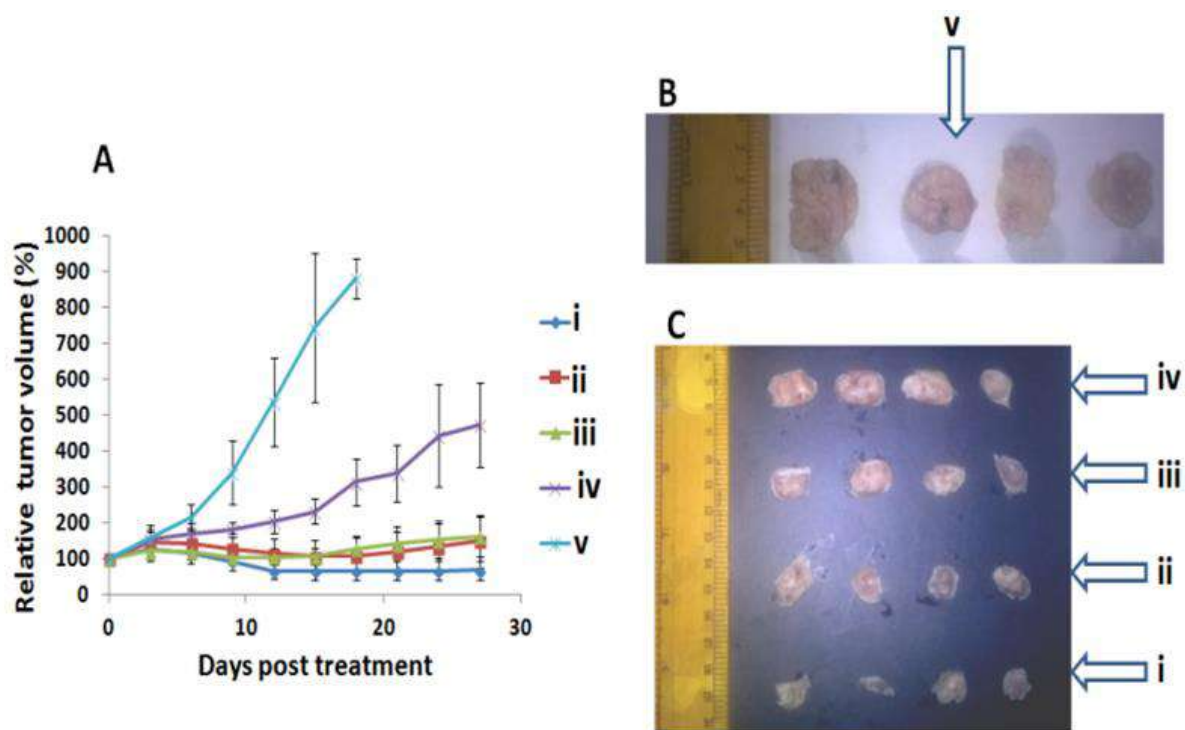 A
1000
900
800
700
600
500
400
300
200
100
0
0 10 20 30
Relative tumor volume (%)
Days post treatment
i
ii
iii
iv
v
B
v
C
iv
iii
ii
i